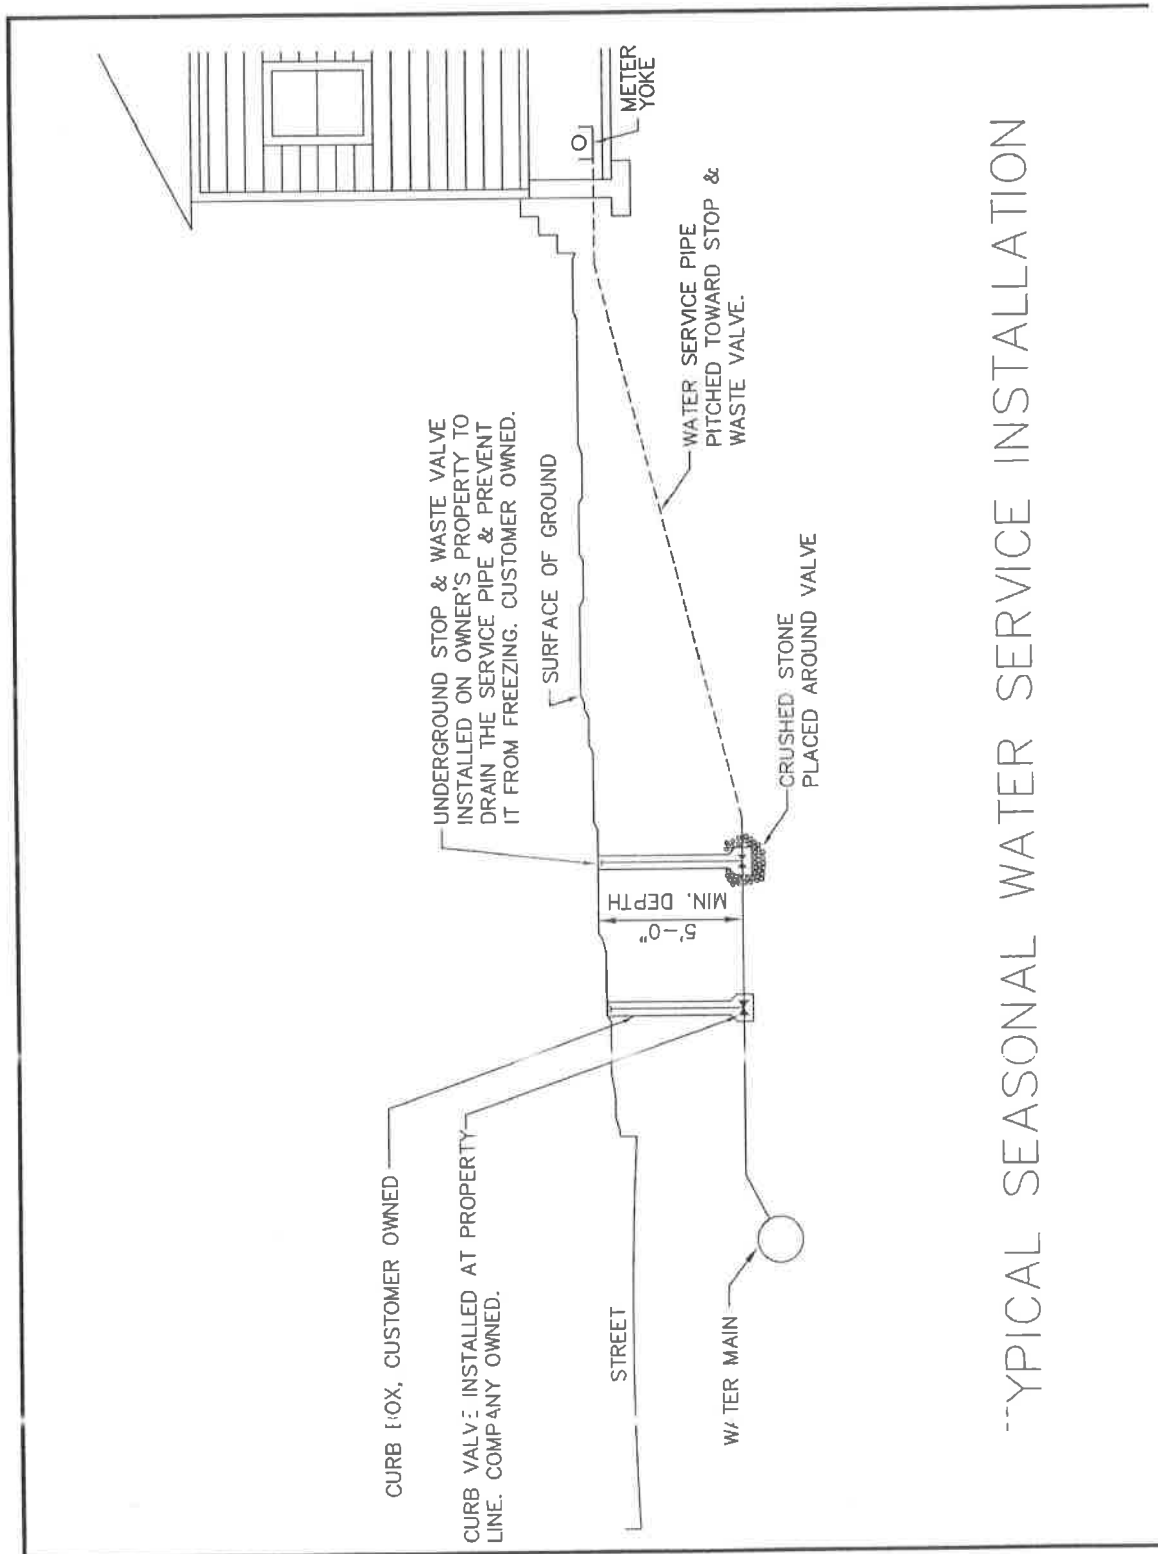 CURB BOX, CUSTOMER OWNED
CURB VALVE INSTALLED AT PROPERTY
LINE. COMPANY OWNED.
UNDERGROUND STOP & WASTE VALVE
INSTALLED ON OWNER'S PROPERTY TO
DRAIN THE SERVICE PIPE & PREVENT
IT FROM FREEZING. CUSTOMER OWNED.
SURFACE OF GROUND
STREET
5'-0"
MIN. DEPTH
METER
YOKE
WATER SERVICE PIPE
PITCHED TOWARD STOP &
WASTE VALVE.
WATER MAIN
CRUSHED STONE
PLACED AROUND VALVE
TYPICAL SEASONAL WATER SERVICE INSTALLATION